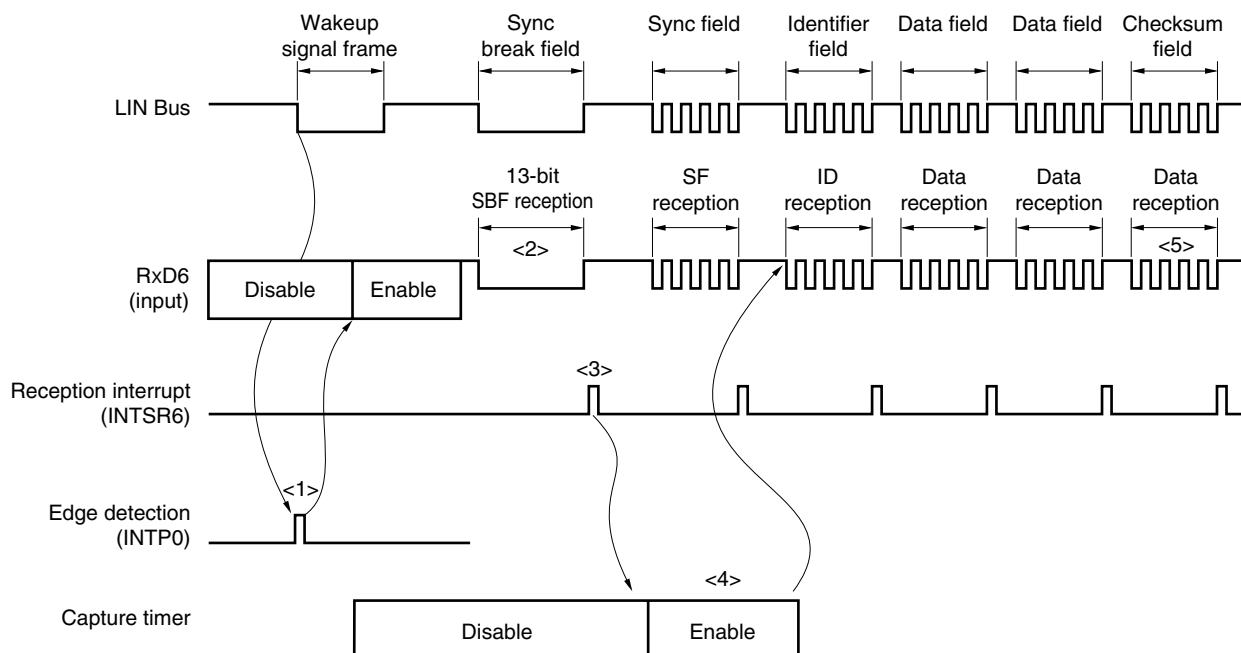 Wakeup
signal frame
Sync
break field
Sync field
Identifier
field
Data field
Data field
Checksum
field
LIN Bus
13-bit
SBF reception
SF
reception
ID
reception
Data
reception
Data
reception
Data
reception
<2>
<5>
RxD6
(input)
Disable
Enable
Reception interrupt
(INTSR6)
<3>
Edge detection
(INTP0)
<1>
Capture timer
Disable
<4>
Enable